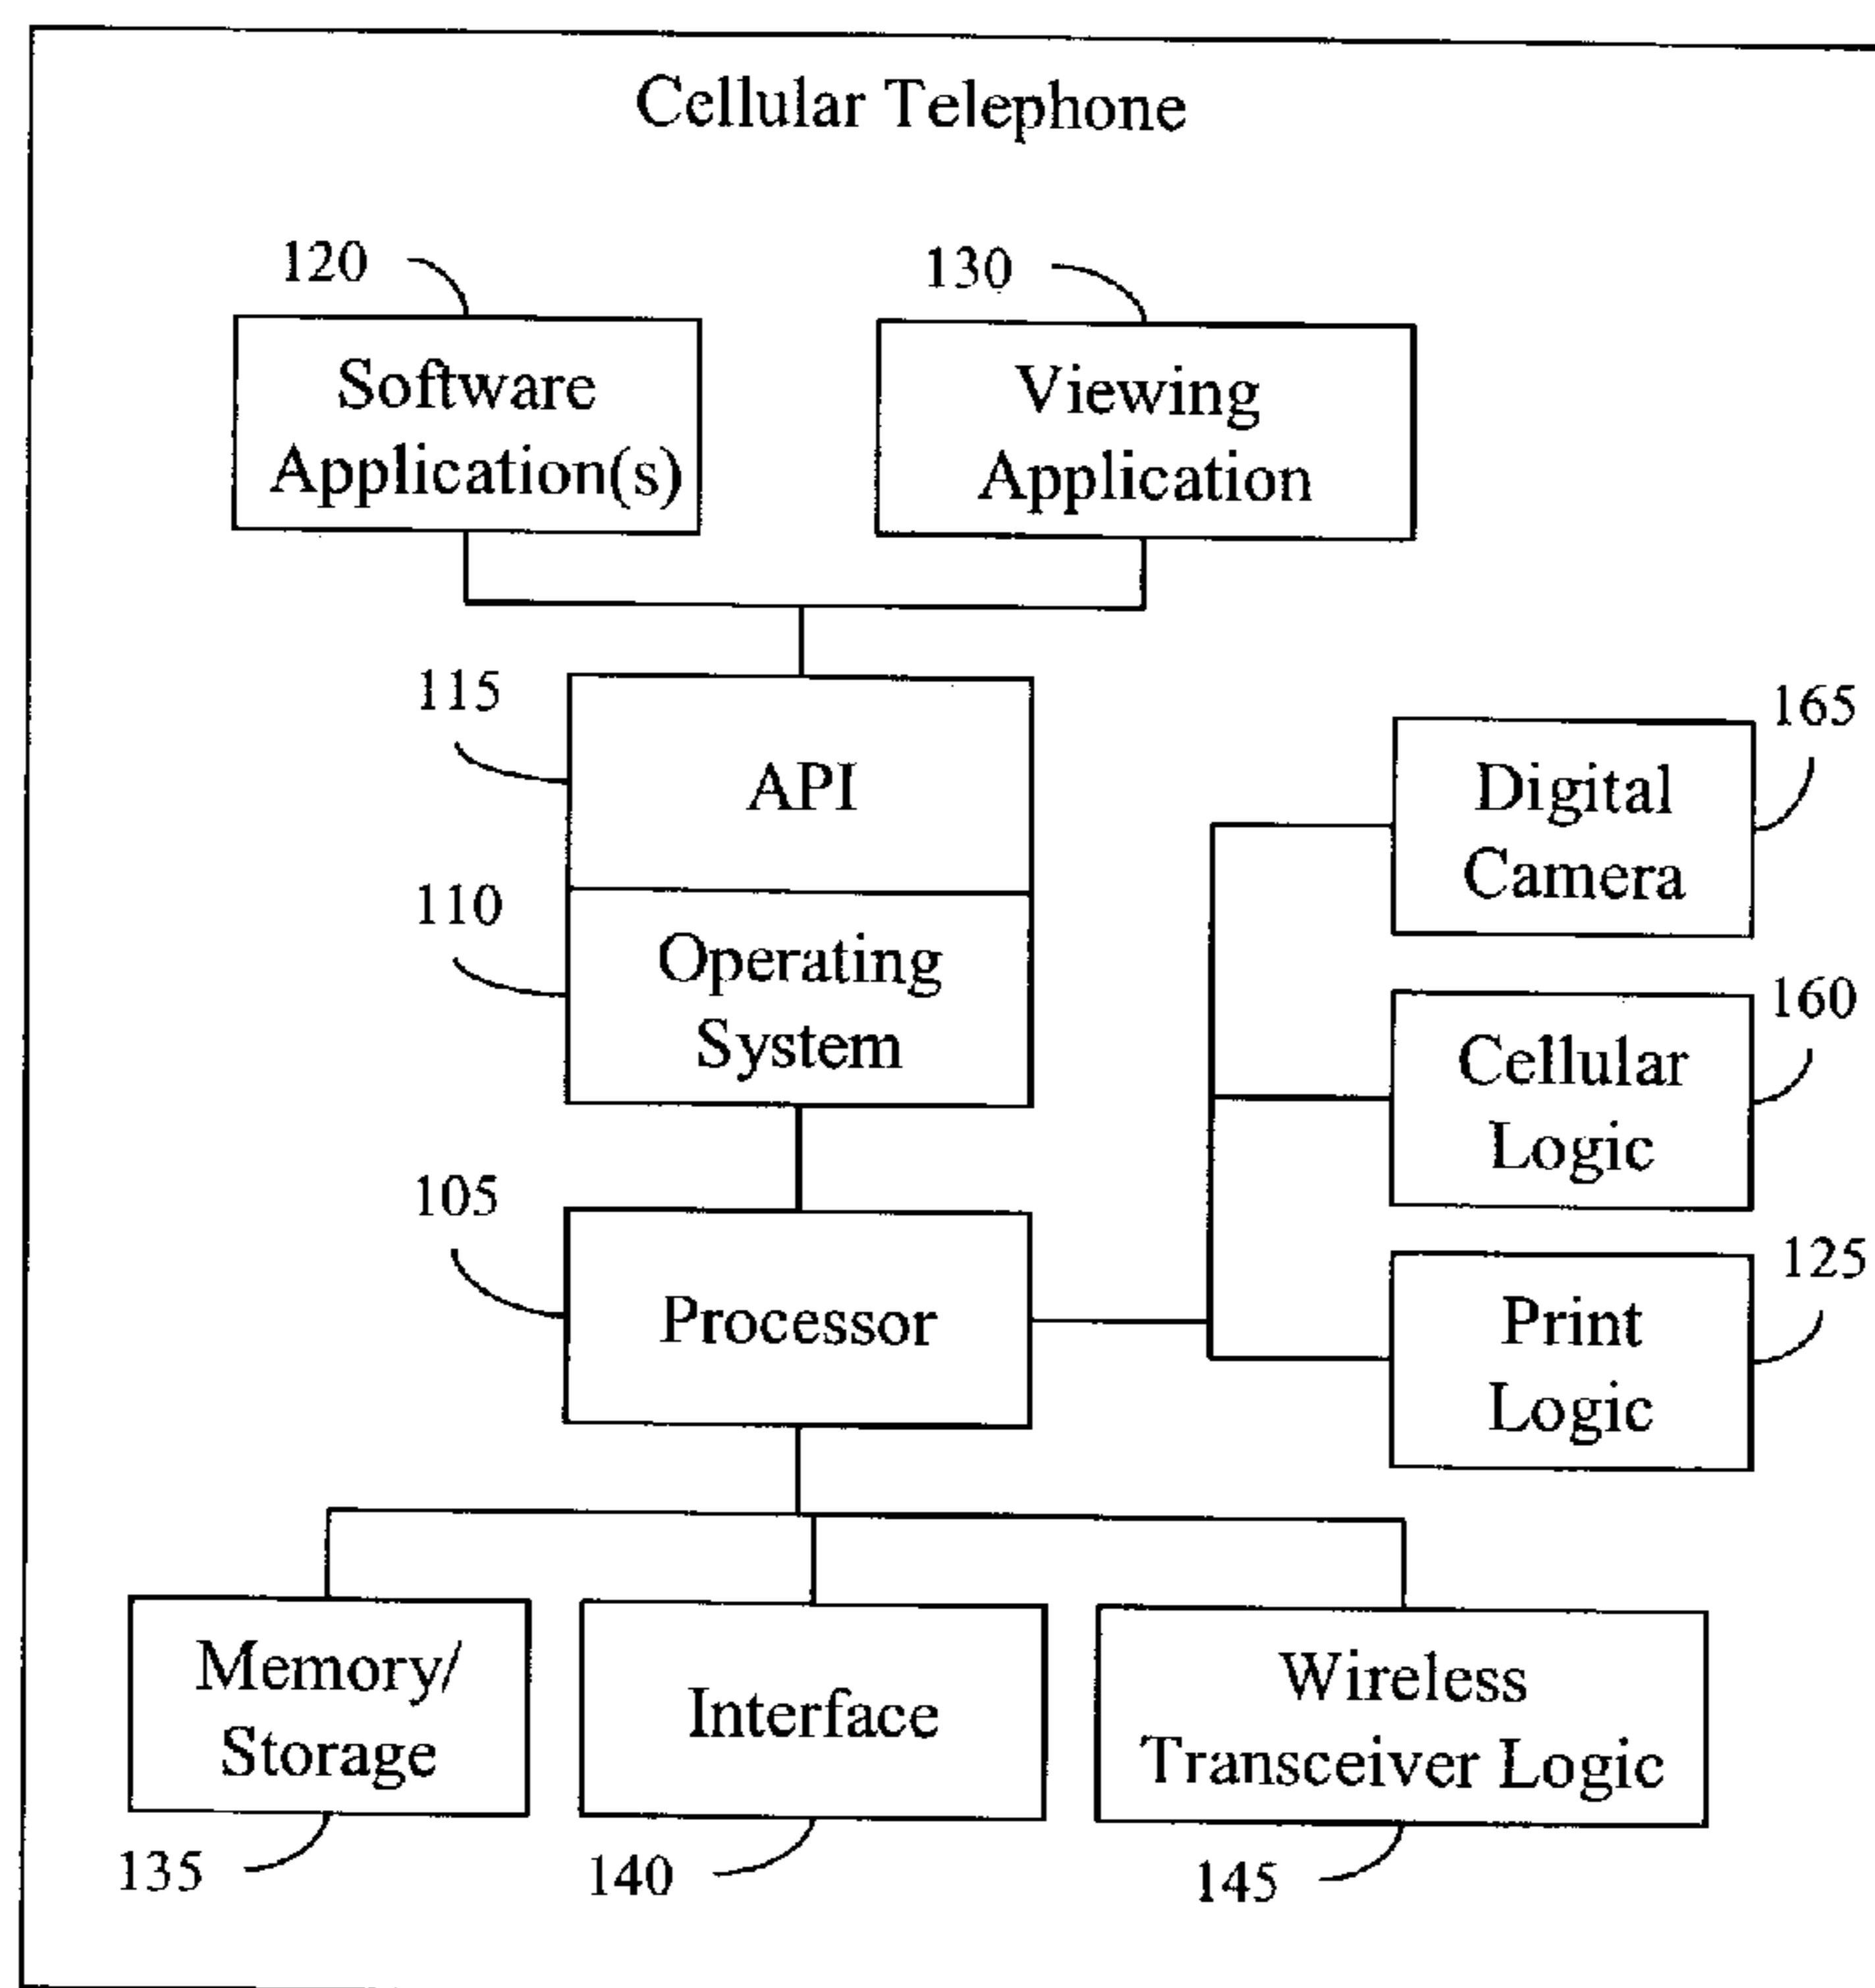 Cellular Telephone
120
130
Software
Application(s)
Viewing
Application
115
API
165
Digital
Camera
110
Operating
System
160
Cellular
Logic
105
Processor
125
Print
Logic
Memory/
Storage
Interface
Wireless
Transceiver Logic
135
140
145